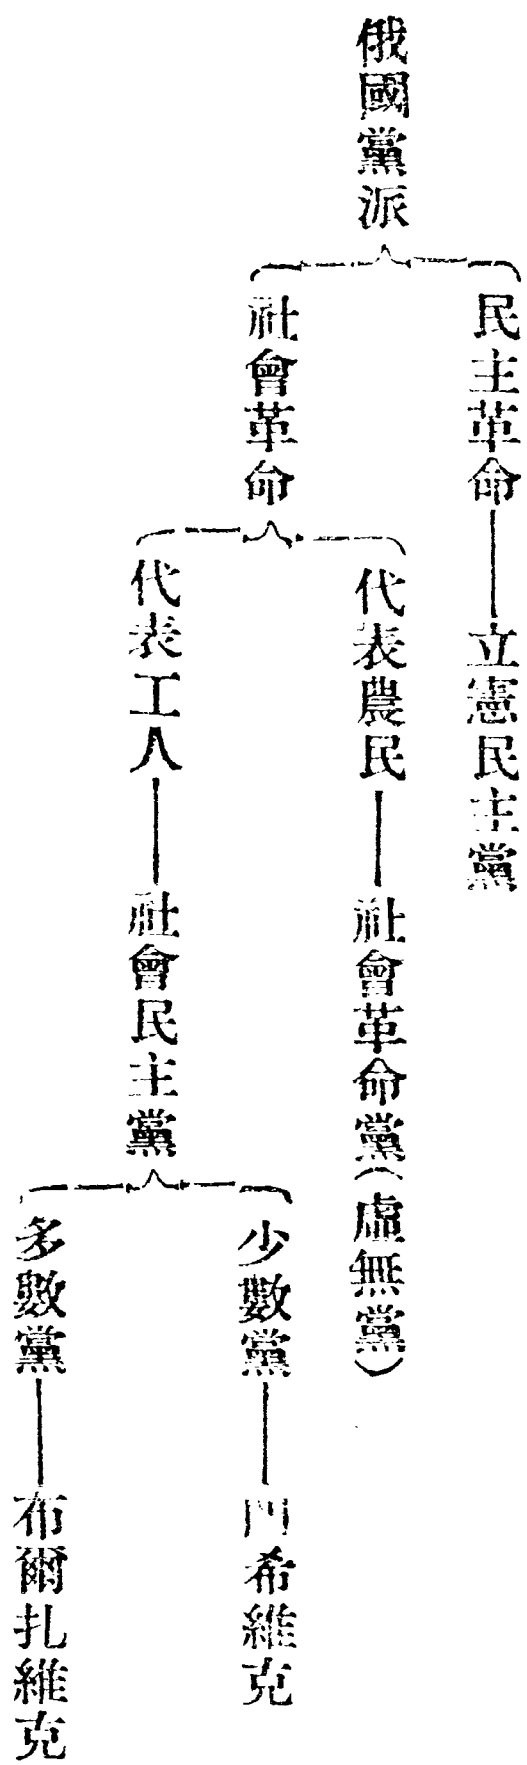 俄國黨派
民主革命——立憲民主黨
社會革命
代表農民——社會革命黨(虛無黨)
代表工人——社會民主黨
少數黨——門希維克
多數黨——布爾扎維克